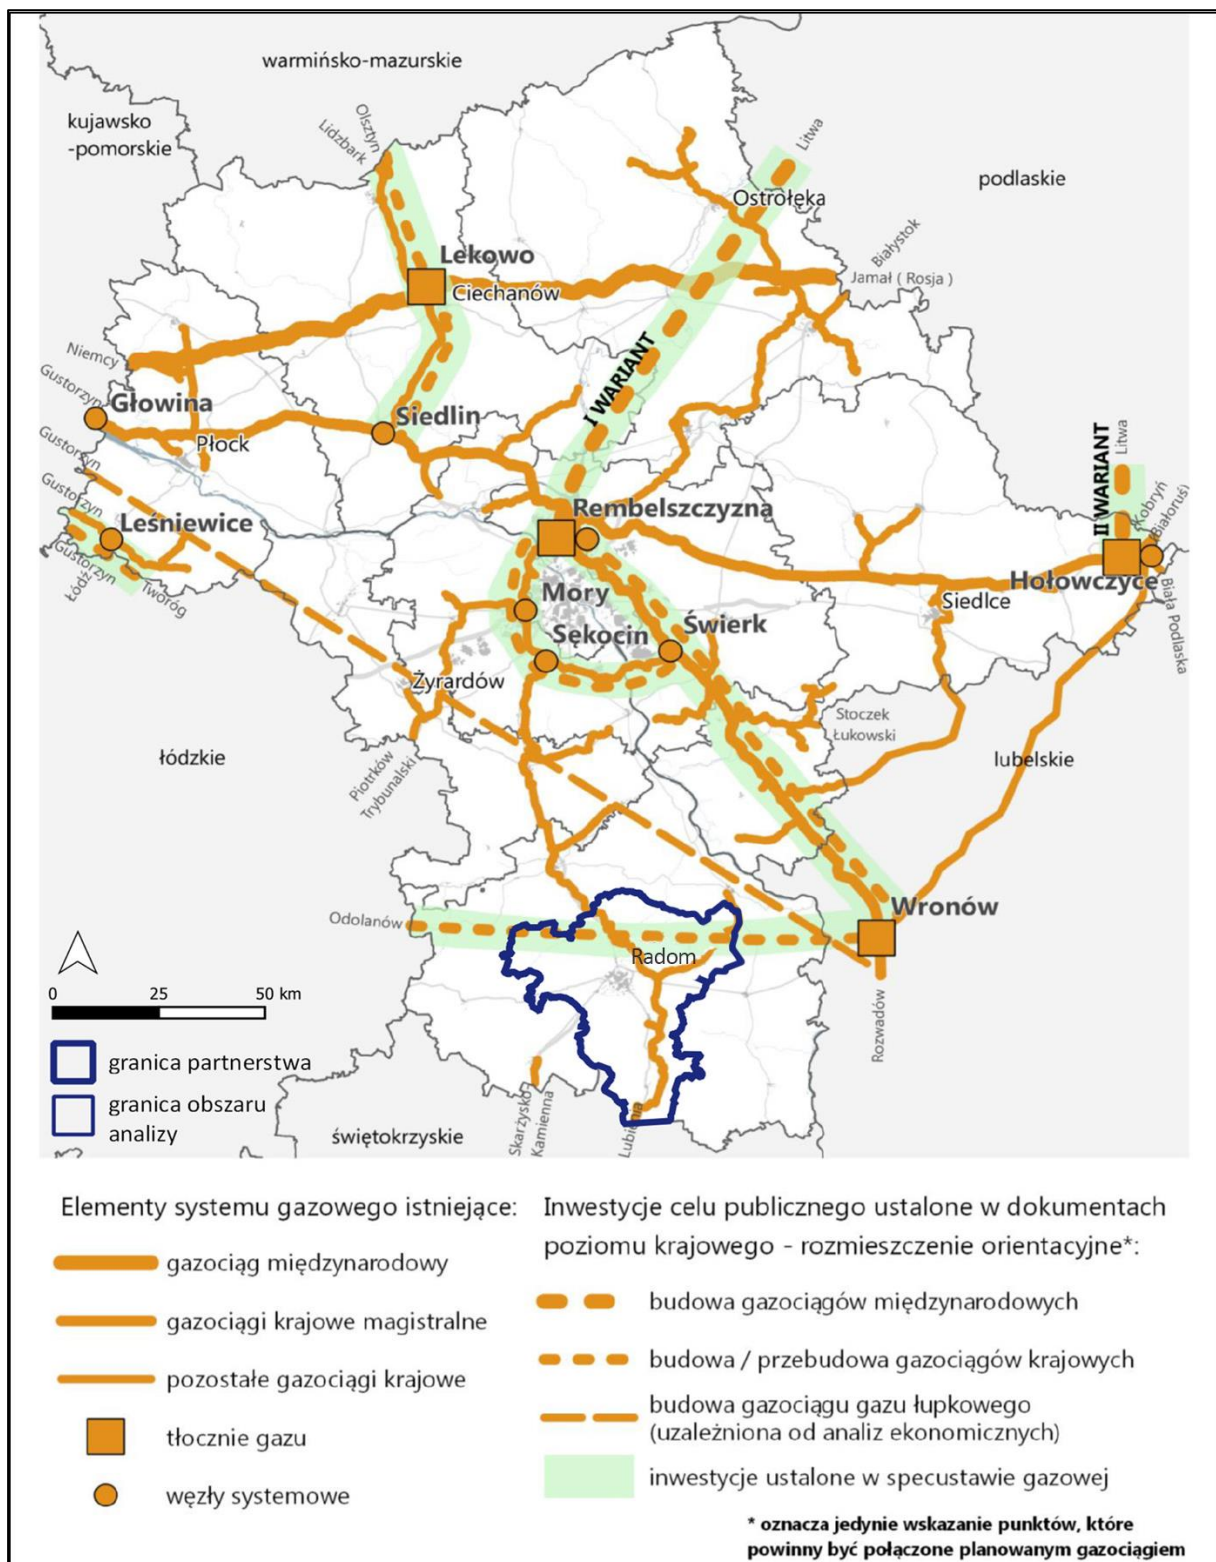 warmińsko-mazurskie
kujawsko
-pomorskie
Olsztyn
Lidzbark
Litwa
podlaskie
Ostrołęka
Białystok
Jamał ( Rosja )
Lekowo
Ciechanów
Niemcy
I WARIANT
Gustorzyn
Głowina
Siedlin
Płock
Gustorzyn
Gustorzyn
Leśniewice
Gustorzyn
Łódź
Tworóg
Rembelszczyzna
II WARIANT
Litwa
Kobryń
(Białoruś)
Hołowczyce
Biała Podlaska
Siedlce
Mory
Sękocin
Świerk
Żyrardów
Stoczek
Łukowski
łódzkie
Piotrków
Trybunalski
lubelskie
Wronów
Odolanów
Radom
Rozwadów
0 25 50 km
granica partnerstwa
granica obszaru
analizy
świętokrzyskie
Skarżysko
Kamienna
Lubienia
Elementy systemu gazowego istniejące:
gazociąg międzynarodowy
gazociągi krajowe magistralne
pozostałe gazociągi krajowe
tłocznie gazu
węzły systemowe
Inwestycje celu publicznego ustalone w dokumentach
poziomu krajowego - rozmieszczenie orientacyjne*:
budowa gazociągów międzynarodowych
budowa / przebudowa gazociągów krajowych
budowa gazociągu gazu łupkowego
(uzależniona od analiz ekonomicznych)
inwestycje ustalone w specustawie gazowej
* oznacza jedynie wskazanie punktów, które
powinny być połączone planowanym gazociągiem